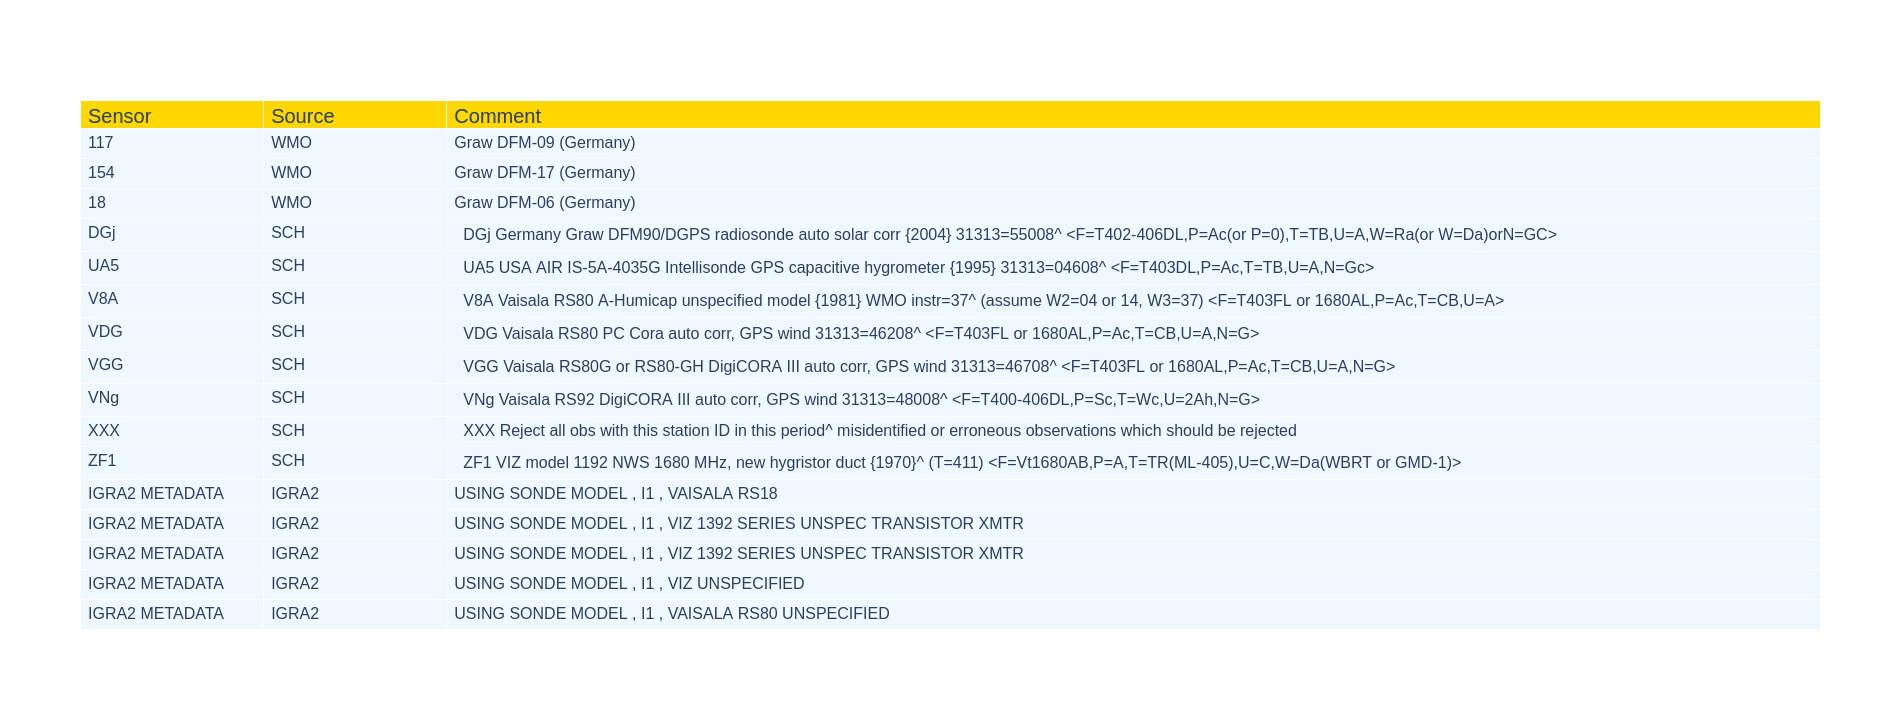 Sensor Source Comment
117 WMO Graw DFM-09 (Germany)
154 WMO Graw DFM-17 (Germany)
18 WMO Graw DFM-06 (Germany)
DGj SCH DGj Germany Graw DFM90/DGPS radiosonde auto solar corr {2004} 31313=55008^ <F=T402-406DL,P=Ac(or P=0),T=TB,U=A,W=Ra(or W=Da)orN=GC>
UA5 SCH UA5 USA AIR IS-5A-4035G Intellisonde GPS capacitive hygrometer {1995} 31313=04608^ <F=T403DL,P=Ac,T=TB,U=A,N=Gc>
V8A SCH V8A Vaisala RS80 A-Humicap unspecified model {1981} WMO instr=37^ (assume W2=04 or 14, W3=37) <F=T403FL or 1680AL,P=Ac,T=CB,U=A>
VDG SCH VDG Vaisala RS80 PC Cora auto corr, GPS wind 31313=46208^ <F=T403FL or 1680AL,P=Ac,T=CB,U=A,N=G>
VGG SCH VGG Vaisala RS80G or RS80-GH DigiCORA III auto corr, GPS wind 31313=46708^ <F=T403FL or 1680AL,P=Ac,T=CB,U=A,N=G>
VNg SCH VNg Vaisala RS92 DigiCORA III auto corr, GPS wind 31313=48008^ <F=T400-406DL,P=Sc,T=Wc,U=2Ah,N=G>
XXX SCH XXX Reject all obs with this station ID in this period^ misidentified or erroneous observations which should be rejected
ZF1 SCH ZF1 VIZ model 1192 NWS 1680 MHz, new hygristor duct {1970}^ (T=411) <F=Vt1680AB,P=A,T=TR(ML-405),U=C,W=Da(WBRT or GMD-1)>
IGRA2 METADATA IGRA2 USING SONDE MODEL , I1 , VAISALA RS18
IGRA2 METADATA IGRA2 USING SONDE MODEL , I1 , VIZ 1392 SERIES UNSPEC TRANSISTOR XMTR
IGRA2 METADATA IGRA2 USING SONDE MODEL , I1 , VIZ 1392 SERIES UNSPEC TRANSISTOR XMTR
IGRA2 METADATA IGRA2 USING SONDE MODEL , I1 , VIZ UNSPECIFIED
IGRA2 METADATA IGRA2 USING SONDE MODEL , I1 , VAISALA RS80 UNSPECIFIED